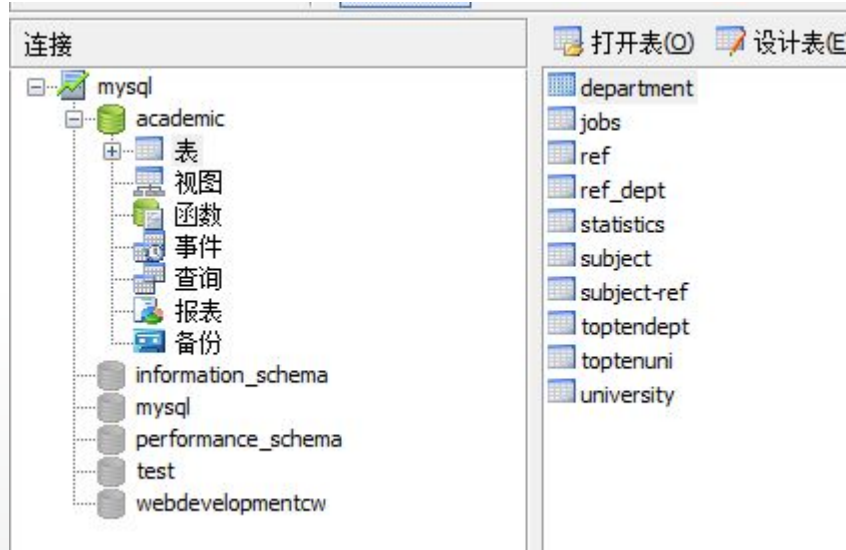 连接
mysql
academic
表
视图
函数
事件
查询
报表
备份
information_schema
mysql
performance_schema
test
webdevelopmentcw
打开表(O) 设计表(E
department
jobs
ref
ref_dept
statistics
subject
subject-ref
toptendept
toptenuni
university